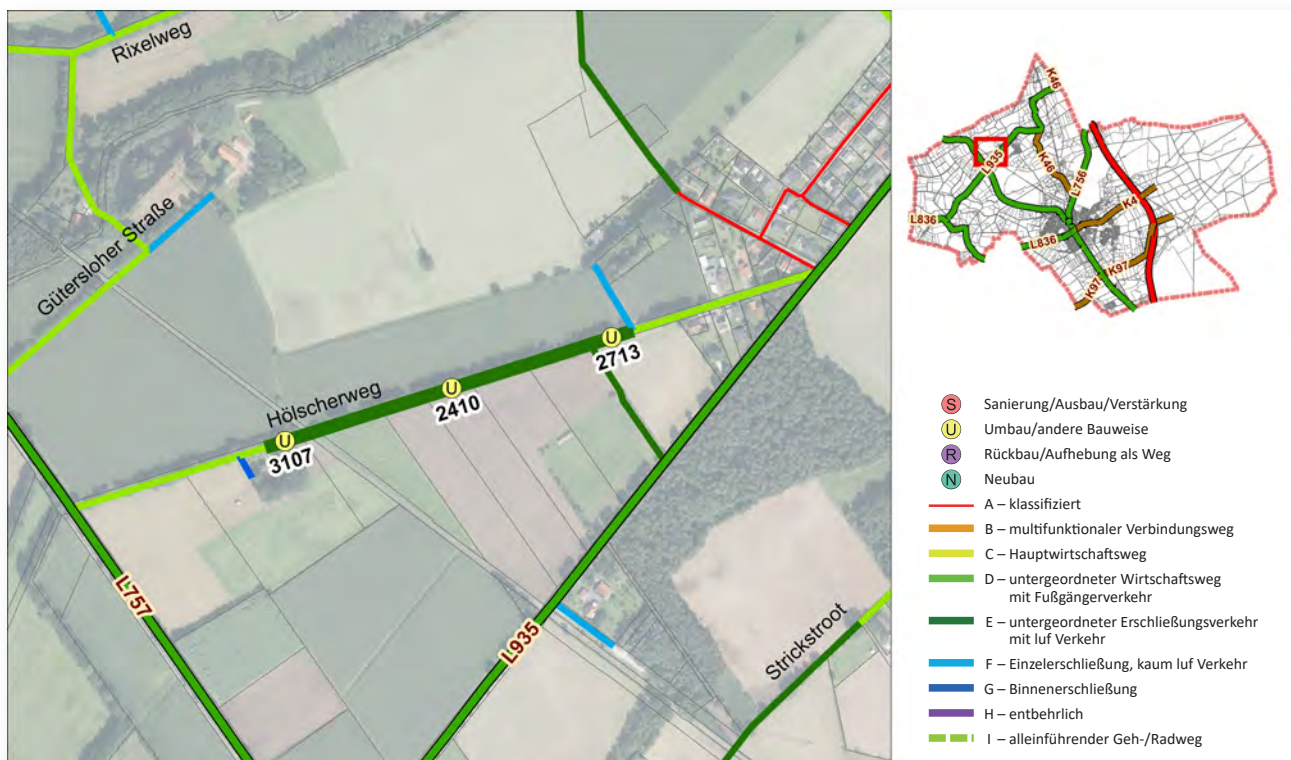 Rixelweg
Gütersloher Straße
Hölscherweg
U
2713
U
2410
U
3107
L757
L935
Strickstroot
K46
L935
K46
L756
L836
K4
L836
K97
K97
S Sanierung/Ausbau/Verstärkung
U Umbau/andere Bauweise
R Rückbau/Aufhebung als Weg
N Neubau
A – klassifiziert
B – multifunktionaler Verbindungsweg
C – Hauptwirtschaftsweg
D – untergeordneter Wirtschaftsweg
mit Fußgängerverkehr
E – untergeordneter Erschließungsverkehr
mit luf Verkehr
F – Einzelerschließung, kaum luf Verkehr
G – Binnenerschließung
H – entbehrlich
I – alleinführender Geh-/Radweg